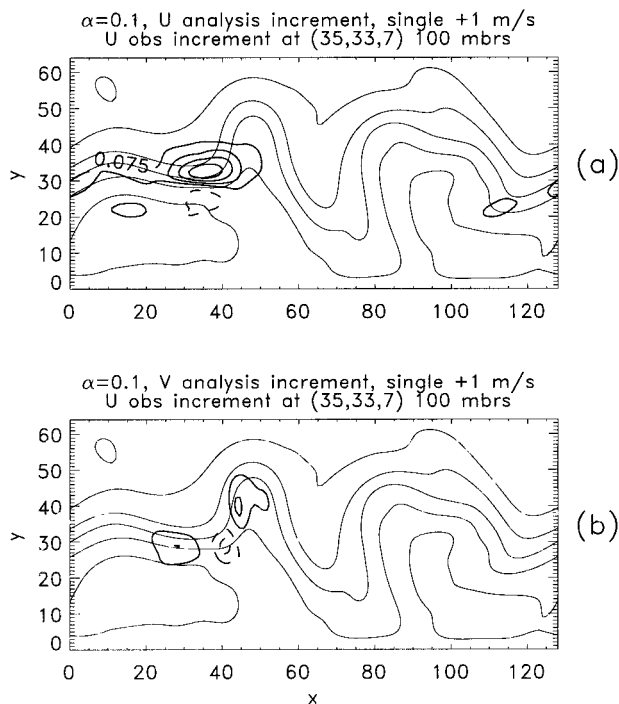 α=0.1, U analysis increment, single +1 m/s
U obs increment at (35,33,7) 100 mbrs
60
50
40
30
20
10
0
y
0.075
(a)
0 20 40 60 80 100 120
α=0.1, V analysis increment, single +1 m/s
U obs increment at (35,33,7) 100 mbrs
60
50
40
30
20
10
0
y
(b)
0 20 40 60 80 100 120
x